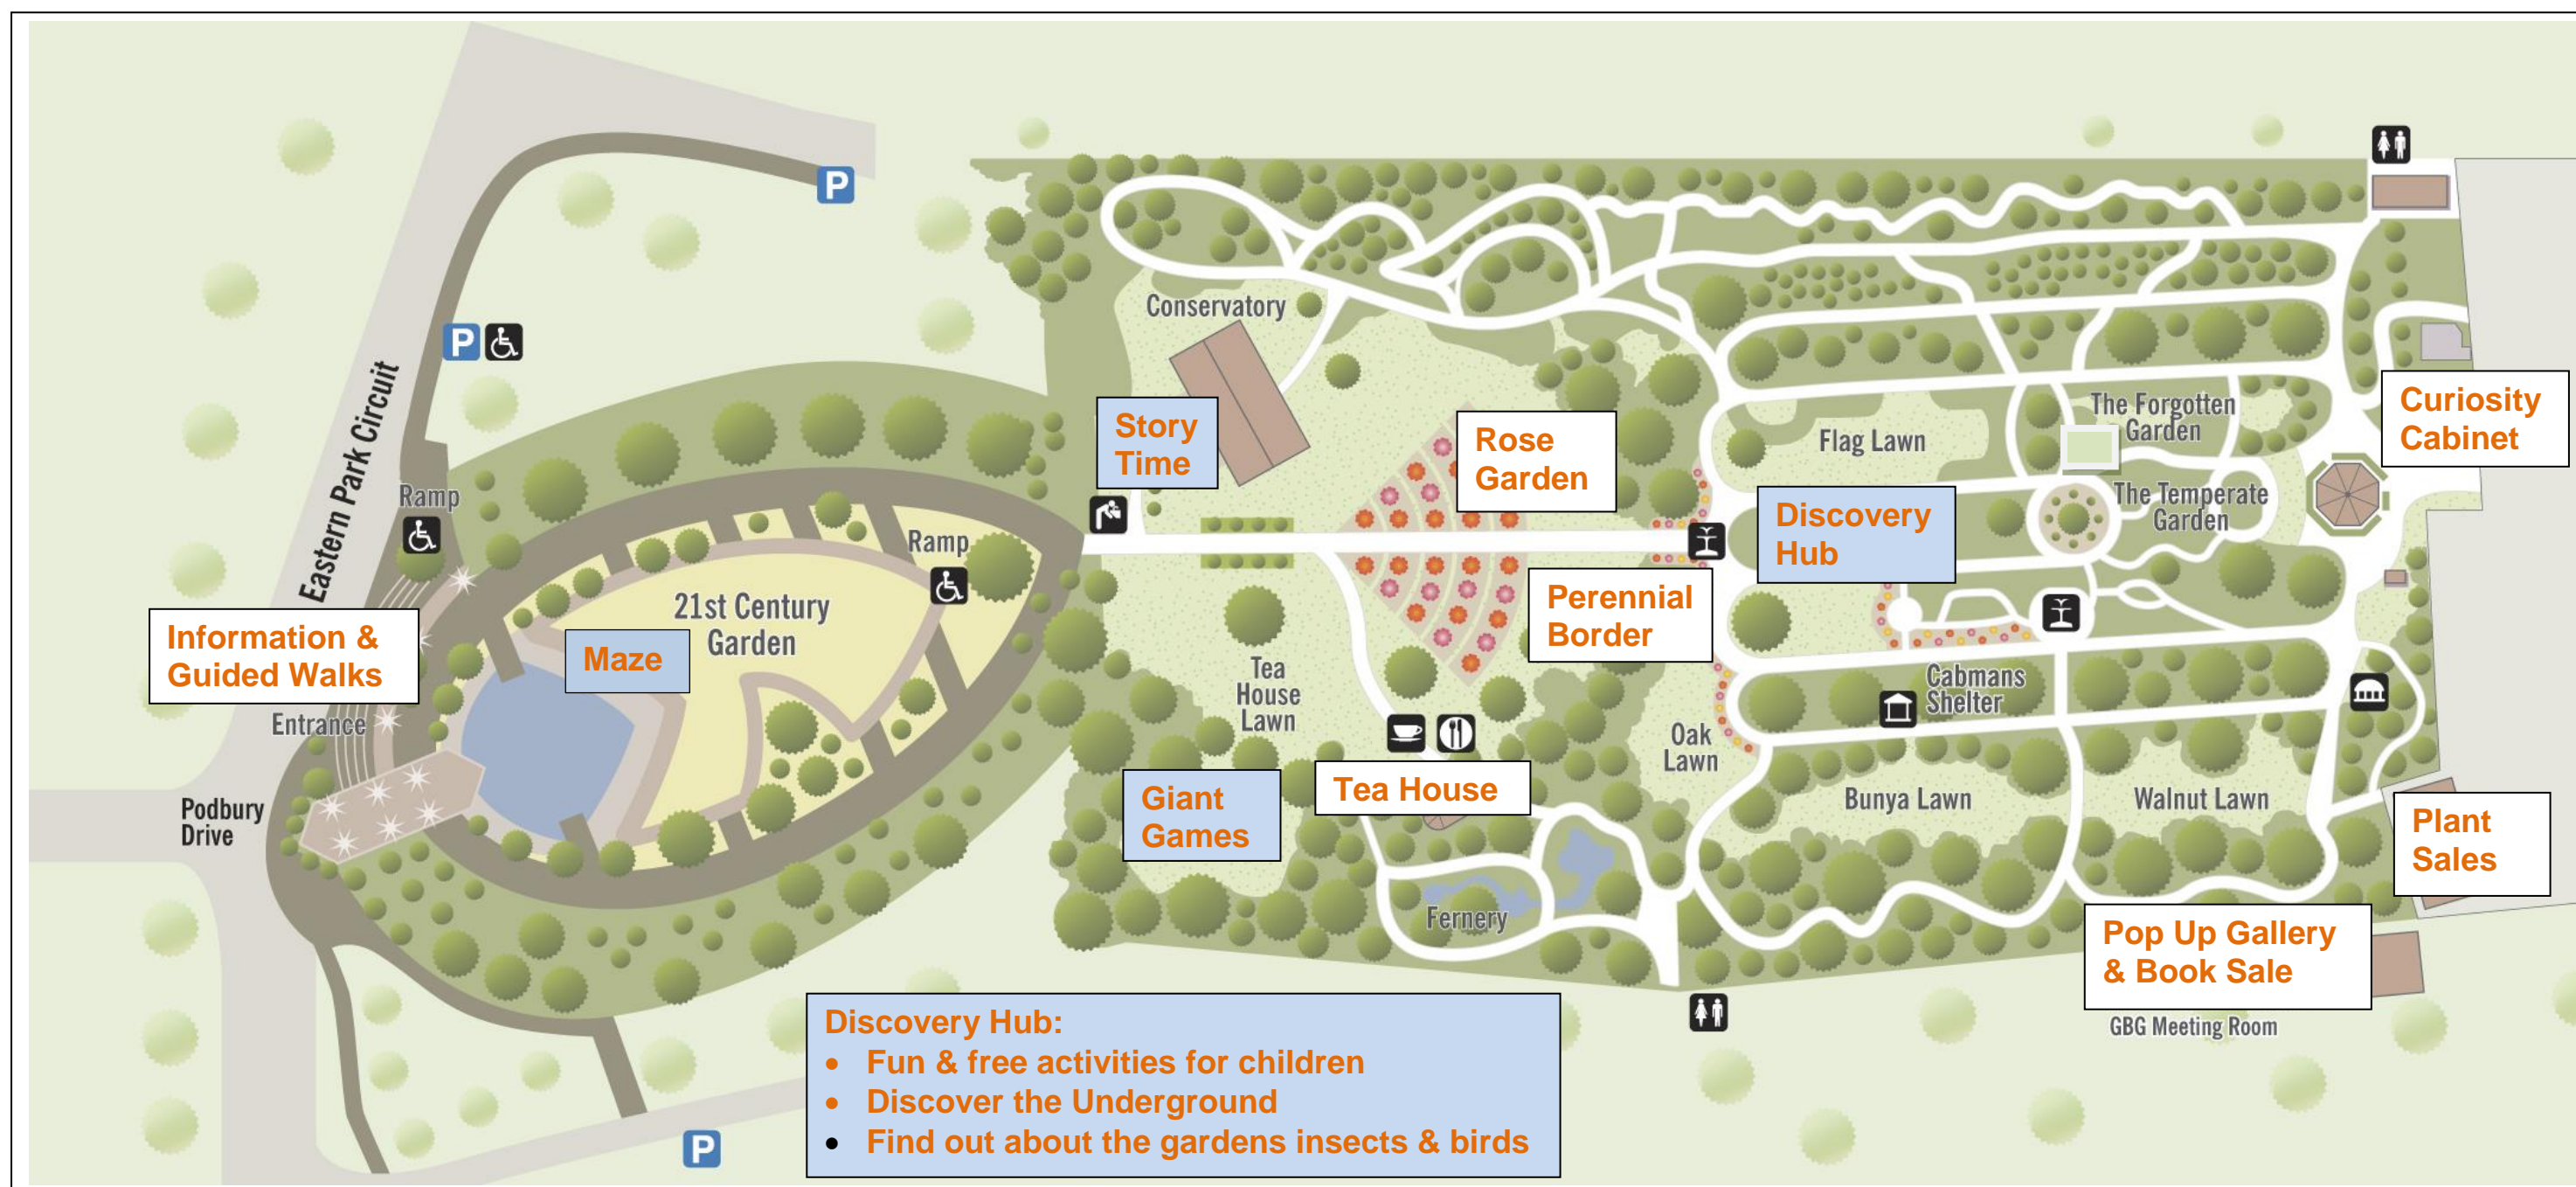 P
Conservatory
P
Eastern Park Circuit
The Forgotten
Garden
Curiosity
Cabinet
Story
Time
Rose
Garden
Flag Lawn
Ramp
The Temperate
Garden
Discovery
Hub
Ramp
21st Century
Garden
Perennial
Border
Information &
Guided Walks
Maze
Tea
House
Lawn
Cabmans
Shelter
Entrance
Oak
Lawn
Tea House
Giant
Games
Bunya Lawn
Walnut Lawn
Podbury
Drive
Plant
Sales
Fernery
Pop Up Gallery
& Book Sale
GBG Meeting Room
Discovery Hub:
• Fun & free activities for children
• Discover the Underground
• Find out about the gardens insects & birds
P